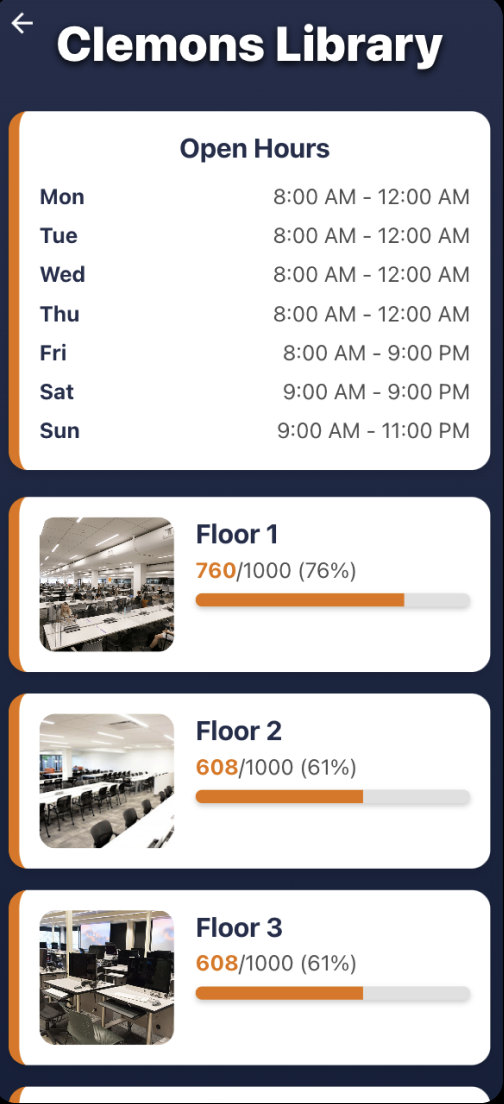 Clemons Library
Open Hours
Mon 8:00 AM - 12:00 AM
Tue 8:00 AM - 12:00 AM
Wed 8:00 AM - 12:00 AM
Thu 8:00 AM - 12:00 AM
Fri 8:00 AM - 9:00 PM
Sat 9:00 AM - 9:00 PM
Sun 9:00 AM - 11:00 PM
Floor 1
760/1000 (76%)
Floor 2
608/1000 (61%)
Floor 3
608/1000 (61%)